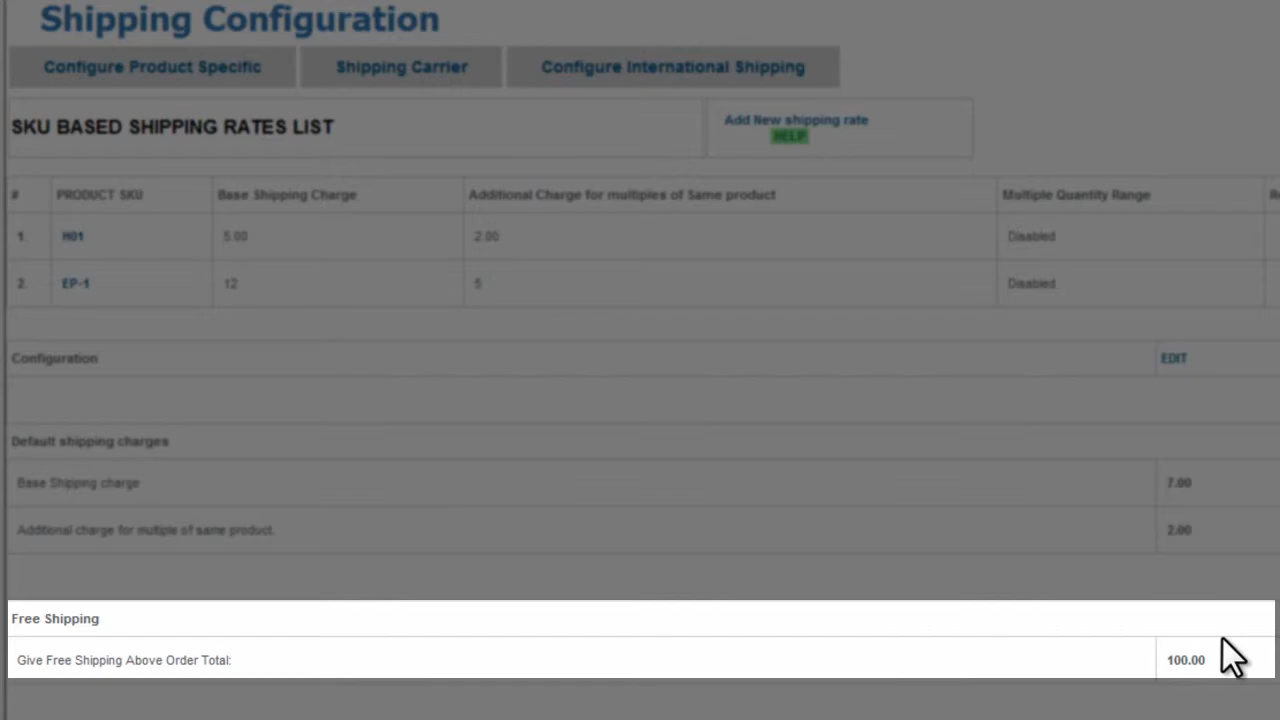 Shipping Configuration
Configure Product Specific Shipping Carrier Configure International Shipping
SKU BASED SHIPPING RATES LIST
Add New shipping rate
HELP
# PRODUCT SKU Base Shipping Charge Additional Charge for multiples of Same product Multiple Quantity Range
1. H01 5.00 2.00 Disabled
2. EP-1 12 5 Disabled
Configuration EDIT
Default shipping charges
Base Shipping charge 7.00
Additional charge for mutiple of same product. 2.00
Free Shipping
Give Free Shipping Above Order Total: 100.00